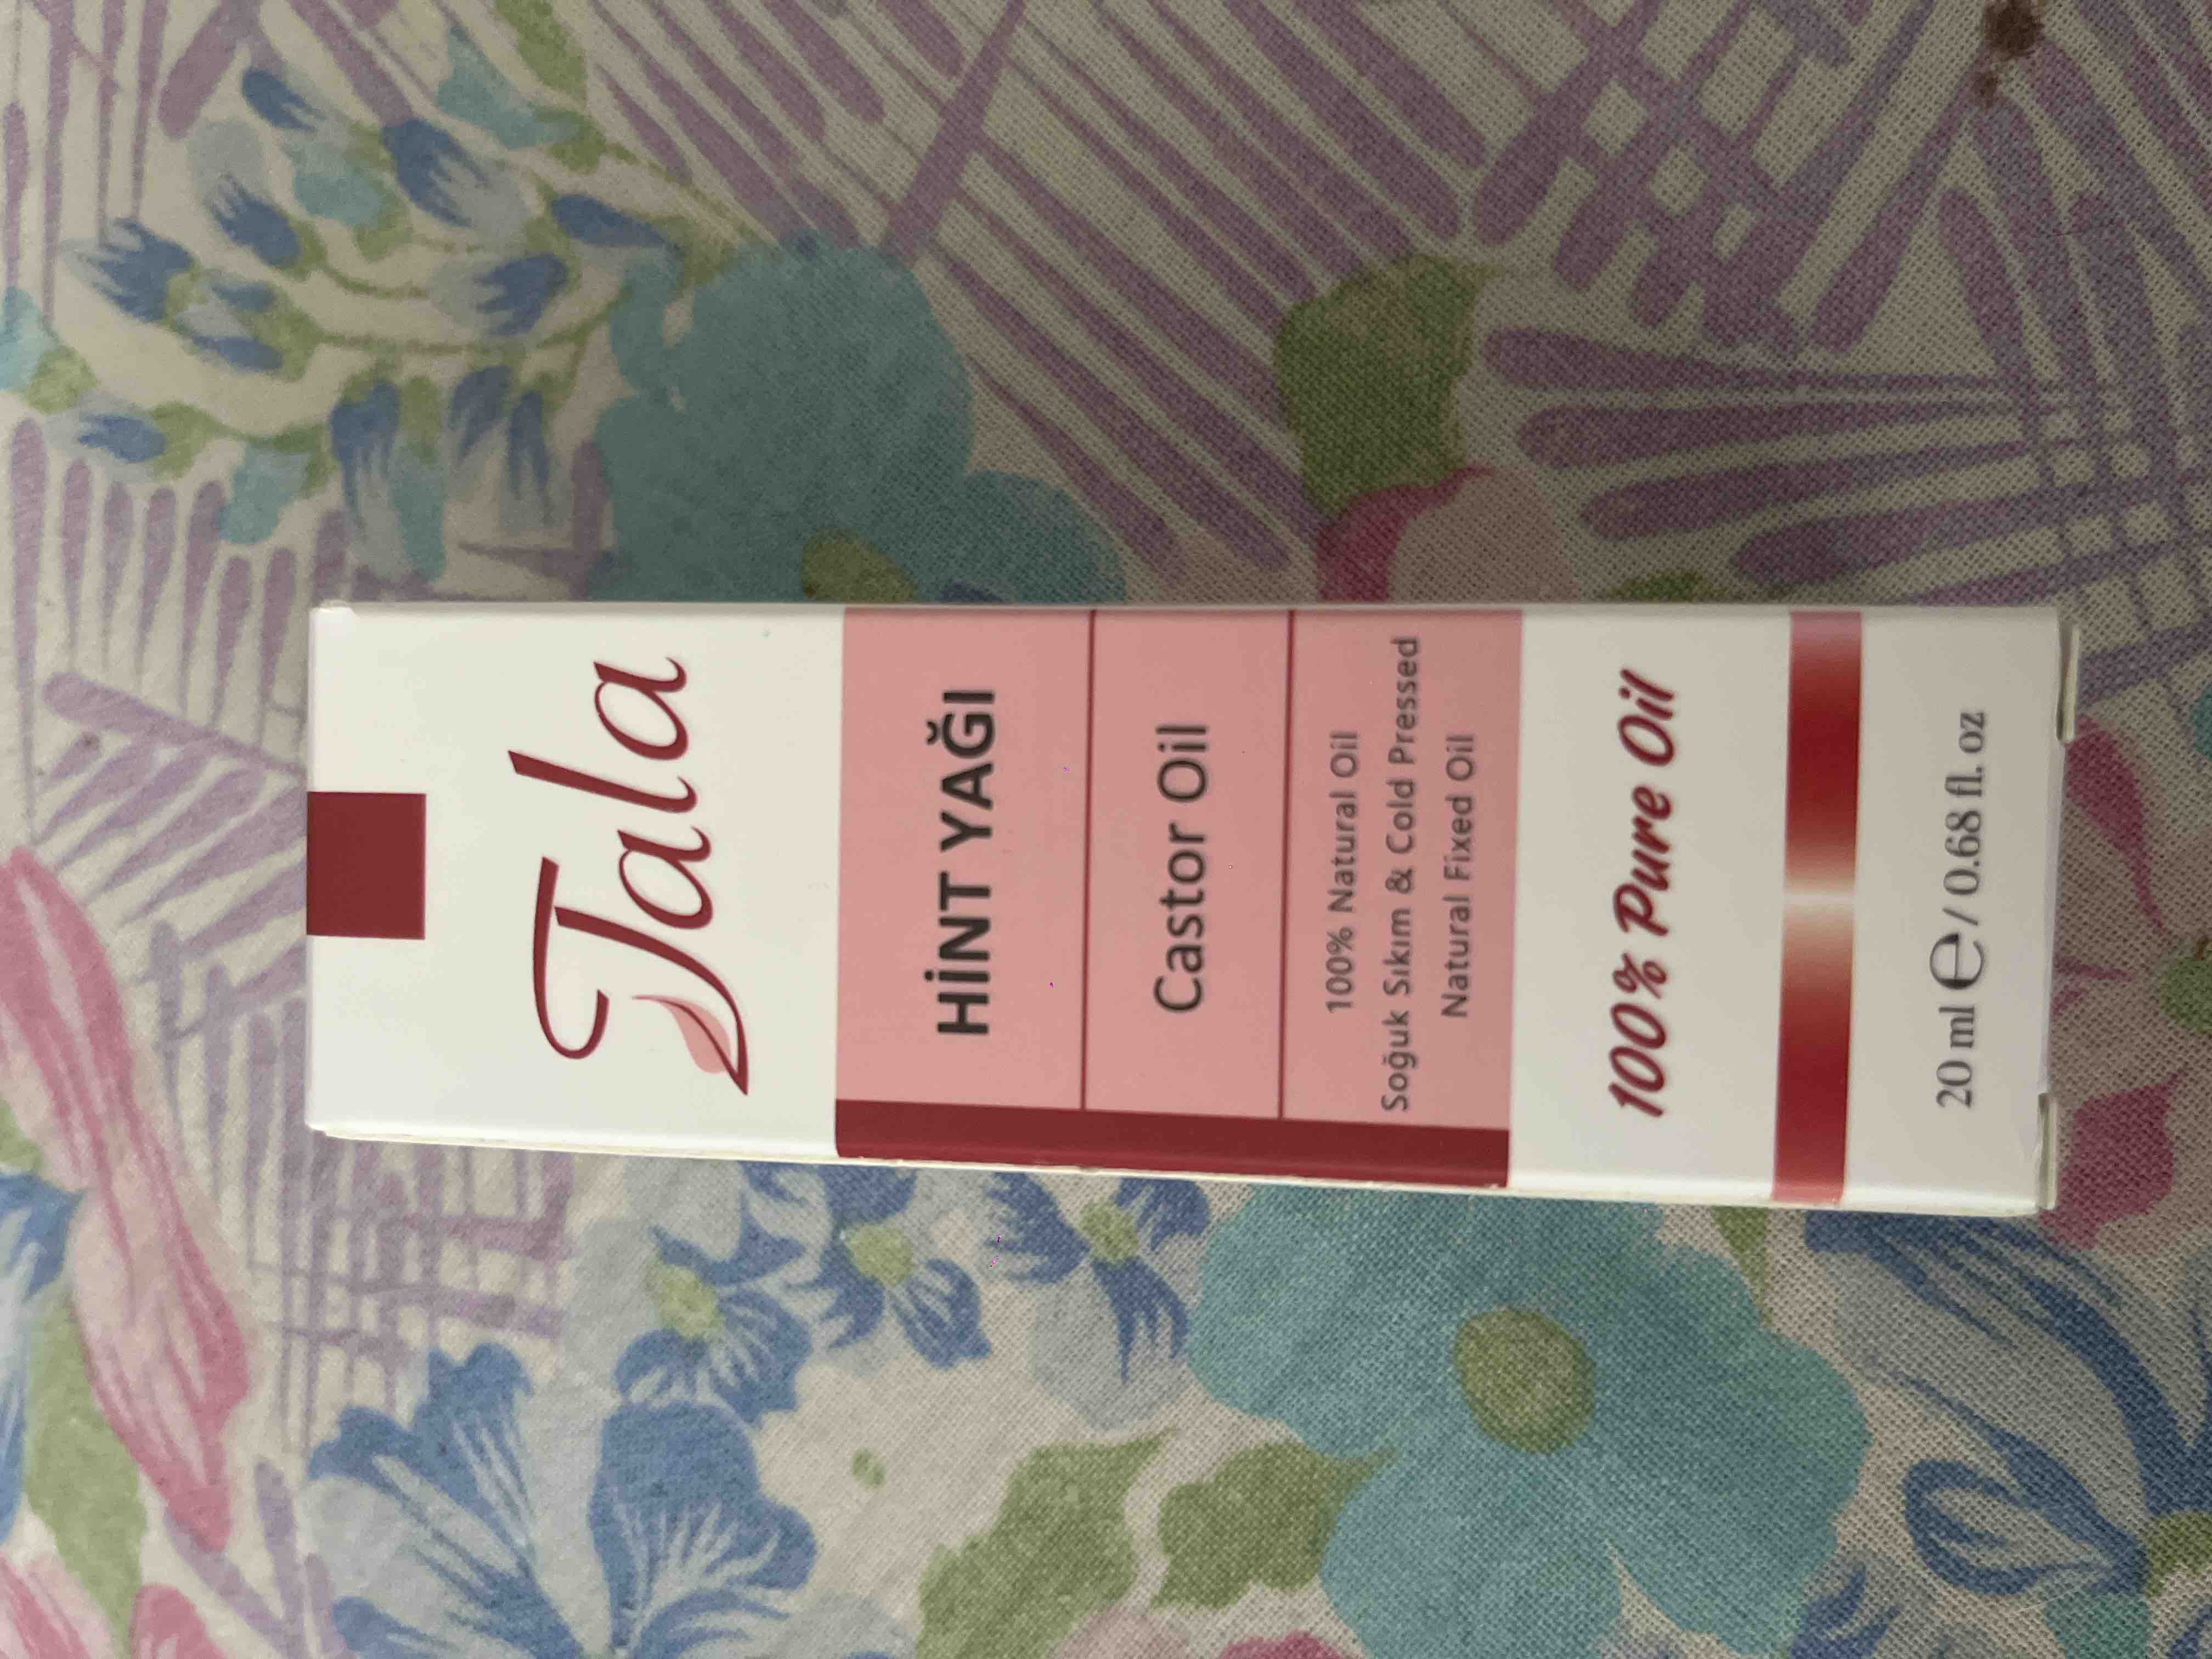 Tala
HİNT YAĞI
Castor Oil
100% Natural Oil
Soğuk Sıkım & Cold Pressed
Natural Fixed Oil
100% Pure Oil
20 ml ℮ / 0.68 fl. oz